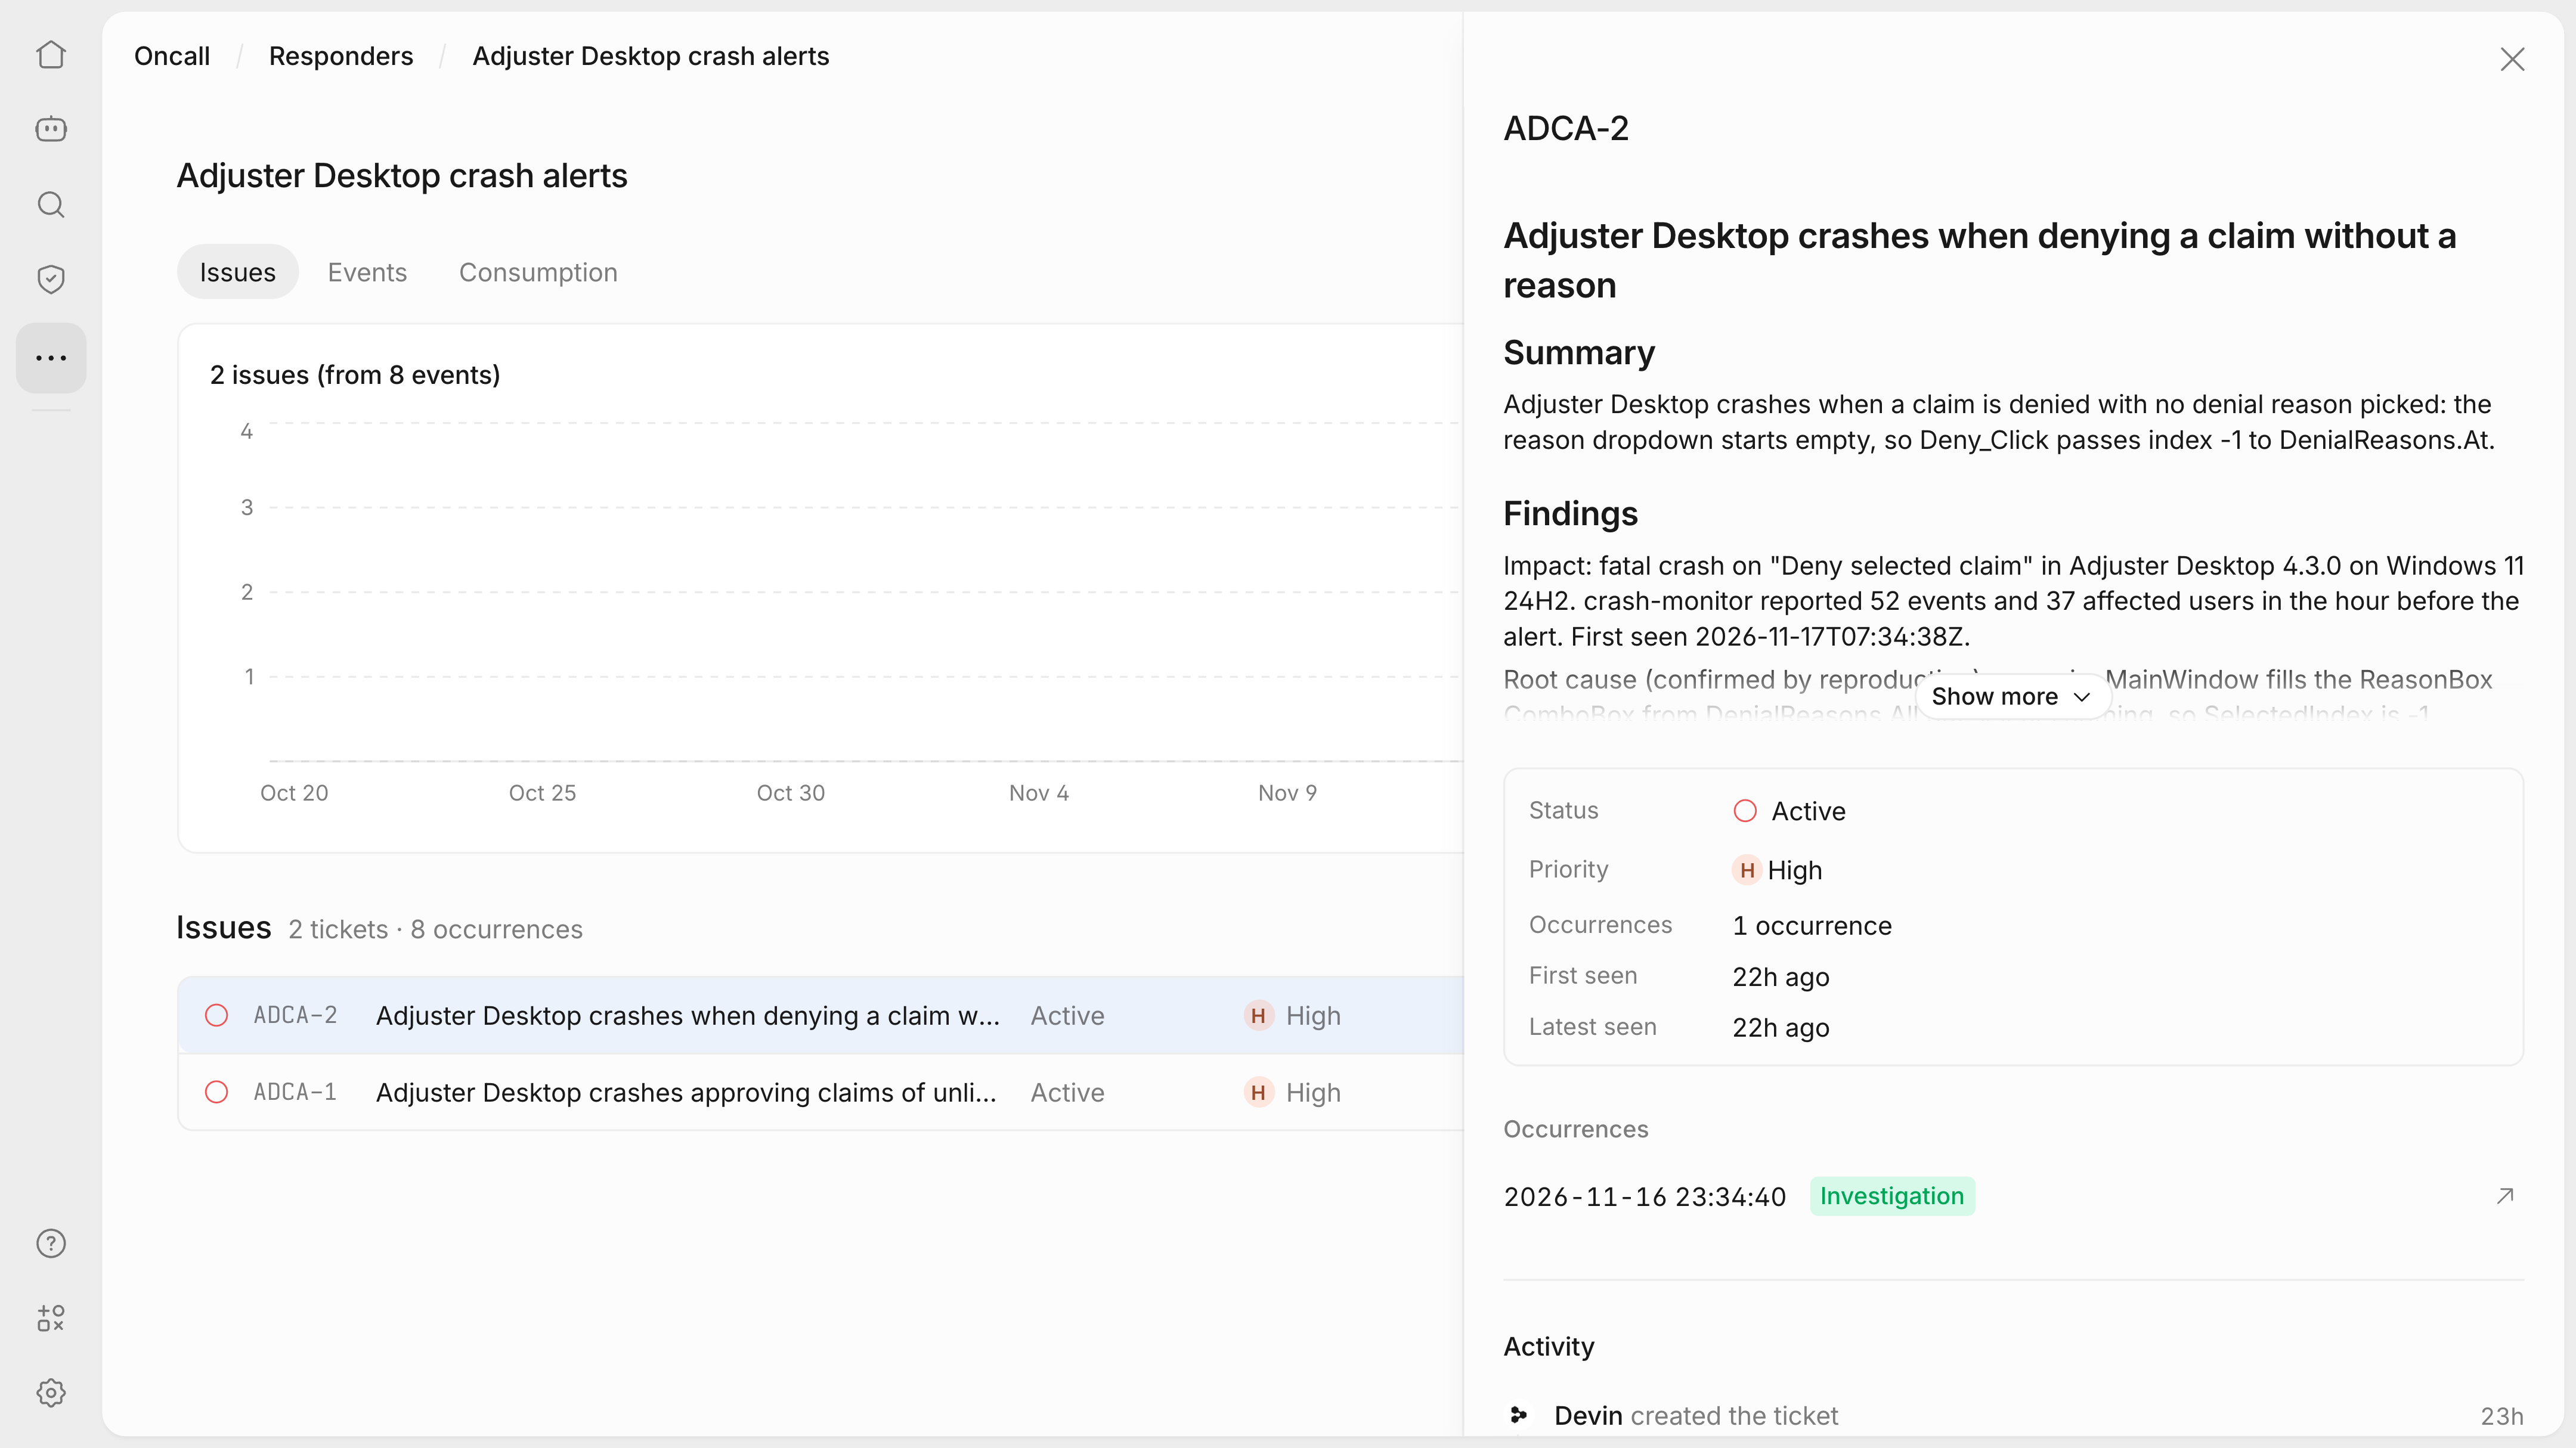 Oncall / Responders / Adjuster Desktop crash alerts
Adjuster Desktop crash alerts
Issues Events Consumption
2 issues (from 8 events)
4
3
2
1
Oct 20 Oct 25 Oct 30 Nov 4 Nov 9
Issues 2 tickets · 8 occurrences
ADCA-2 Adjuster Desktop crashes when denying a claim w... Active H High
ADCA-1 Adjuster Desktop crashes approving claims of unli... Active H High
ADCA-2
Adjuster Desktop crashes when denying a claim without a
reason
Summary
Adjuster Desktop crashes when a claim is denied with no denial reason picked: the
reason dropdown starts empty, so Deny_Click passes index -1 to DenialReasons.At.
Findings
Impact: fatal crash on "Deny selected claim" in Adjuster Desktop 4.3.0 on Windows 11
24H2. crash-monitor reported 52 events and 37 affected users in the hour before the
alert. First seen 2026-11-17T07:34:38Z.
Root cause (confirmed by MainWindow fills the ReasonBox
ComboBox from DenialReasons.All so SelectedIndex is -1
Show more
Status Active
Priority H High
Occurrences 1 occurrence
First seen 22h ago
Latest seen 22h ago
Occurrences
2026-11-16 23:34:40 Investigation
Activity
Devin created the ticket 23h